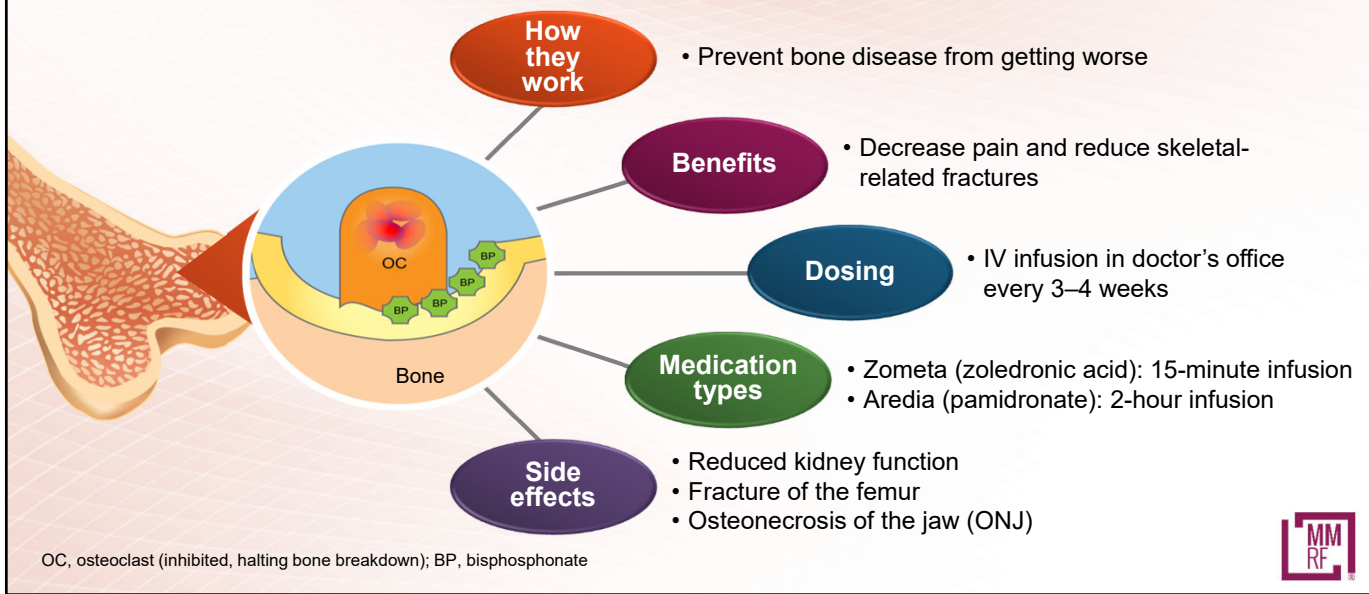 How
they
work
• Prevent bone disease from getting worse
Benefits
• Decrease pain and reduce skeletal-
related fractures
Dosing
• IV infusion in doctor’s office
every 3–4 weeks
Medication
types
• Zometa (zoledronic acid): 15-minute infusion
• Aredia (pamidronate): 2-hour infusion
Side
effects
• Reduced kidney function
• Fracture of the femur
• Osteonecrosis of the jaw (ONJ)
OC
BP
BP
BP
BP
Bone
OC, osteoclast (inhibited, halting bone breakdown); BP, bisphosphonate
MM
RF
®